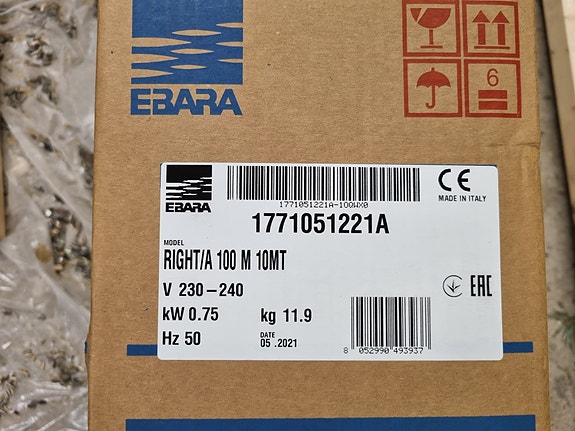 EBARA
6
EBARA
1771051221A-100WX0
CE
MADE IN ITALY
1771051221A
MODEL
RIGHT/A 100 M 10MT
V 230-240
EAC
kW 0.75
kg 11.9
Hz 50
DATE
05 .2021
8 052990 493937